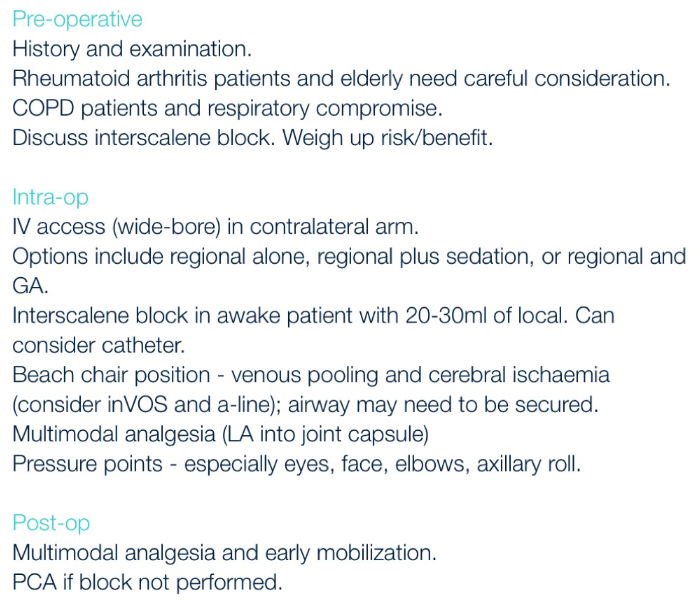 Pre-operative
History and examination.
Rheumatoid arthritis patients and elderly need careful consideration.
COPD patients and respiratory compromise.
Discuss interscalene block. Weigh up risk/benefit.
Intra-op
IV access (wide-bore) in contralateral arm.
Options include regional alone, regional plus sedation, or regional and
GA.
Interscalene block in awake patient with 20-30ml of local. Can
consider catheter.
Beach chair position - venous pooling and cerebral ischaemia
(consider inVOS and a-line); airway may need to be secured.
Multimodal analgesia (LA into joint capsule)
Pressure points - especially eyes, face, elbows, axillary roll.
Post-op
Multimodal analgesia and early mobilization.
PCA if block not performed.